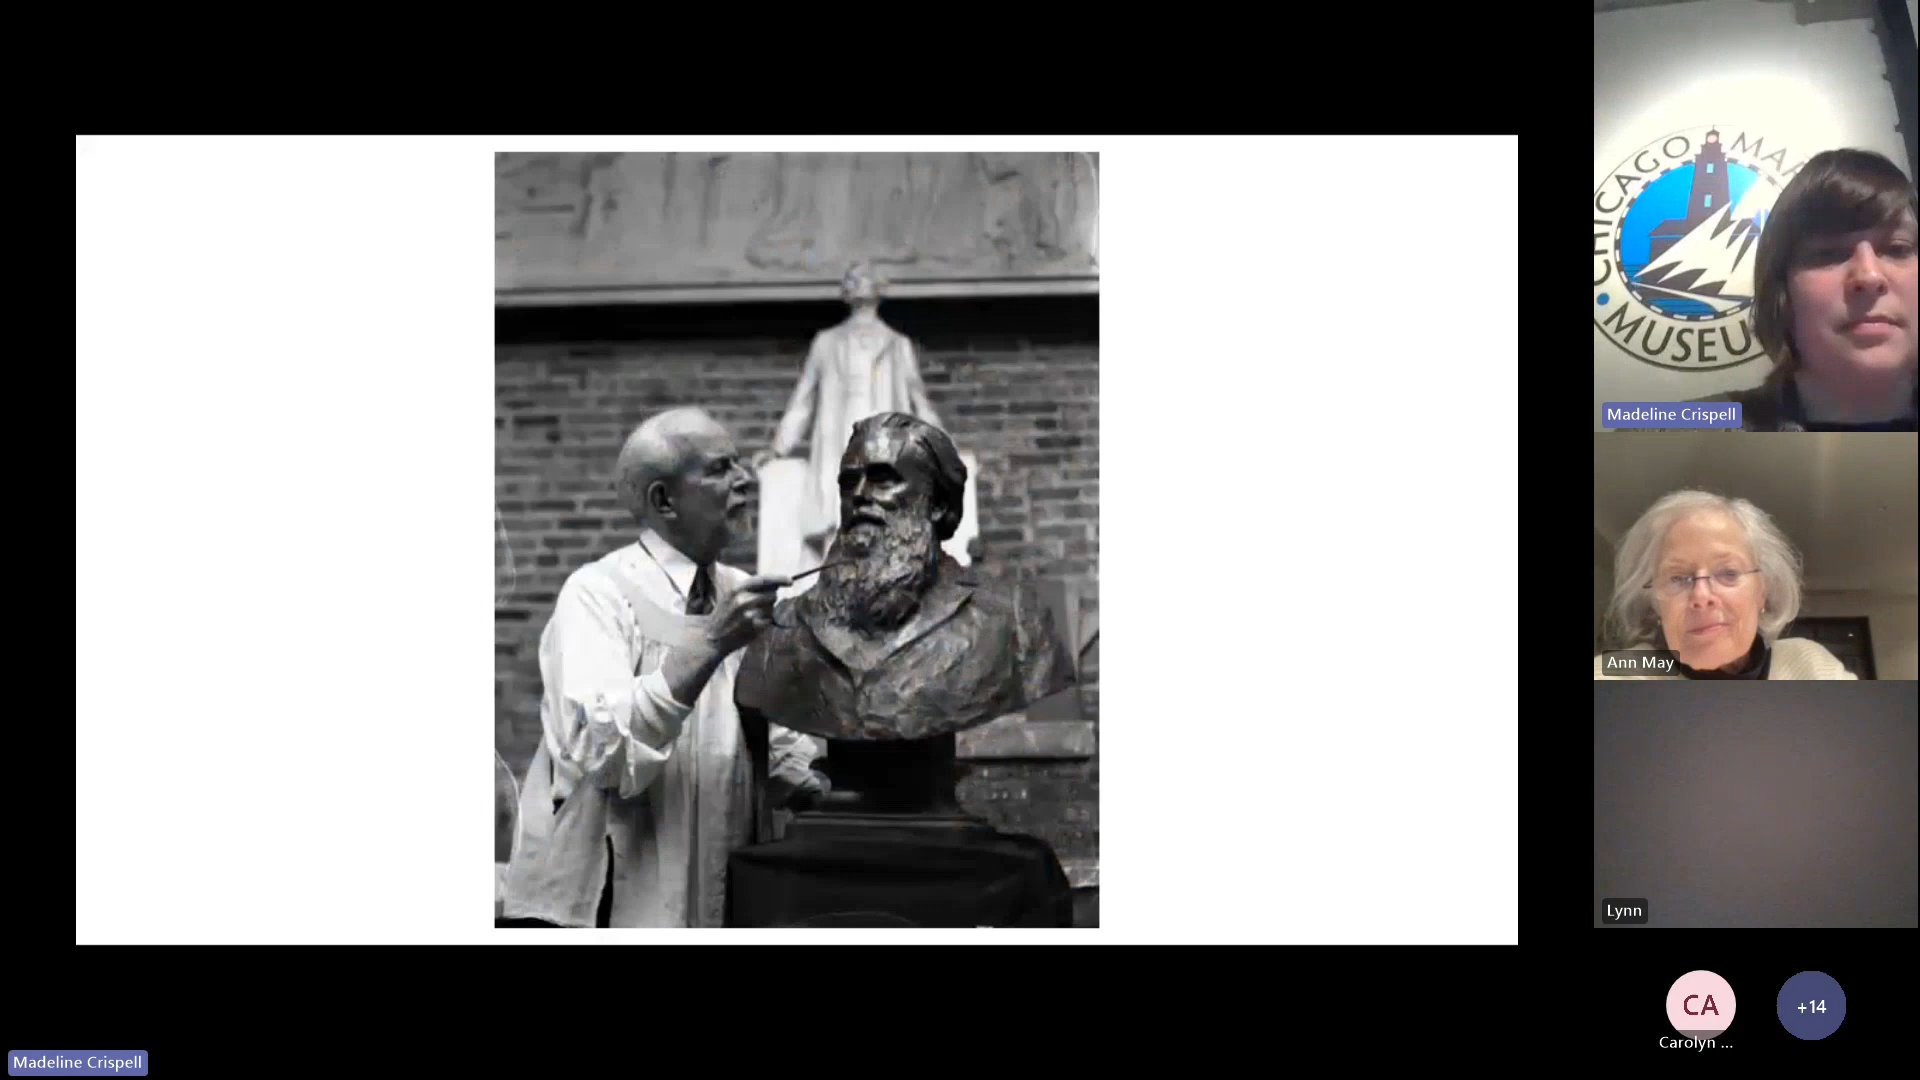 CHICAGO MA
MUSEU
Madeline Crispell
Ann May
Lynn
CA
+14
Carolyn ...
Madeline Crispell